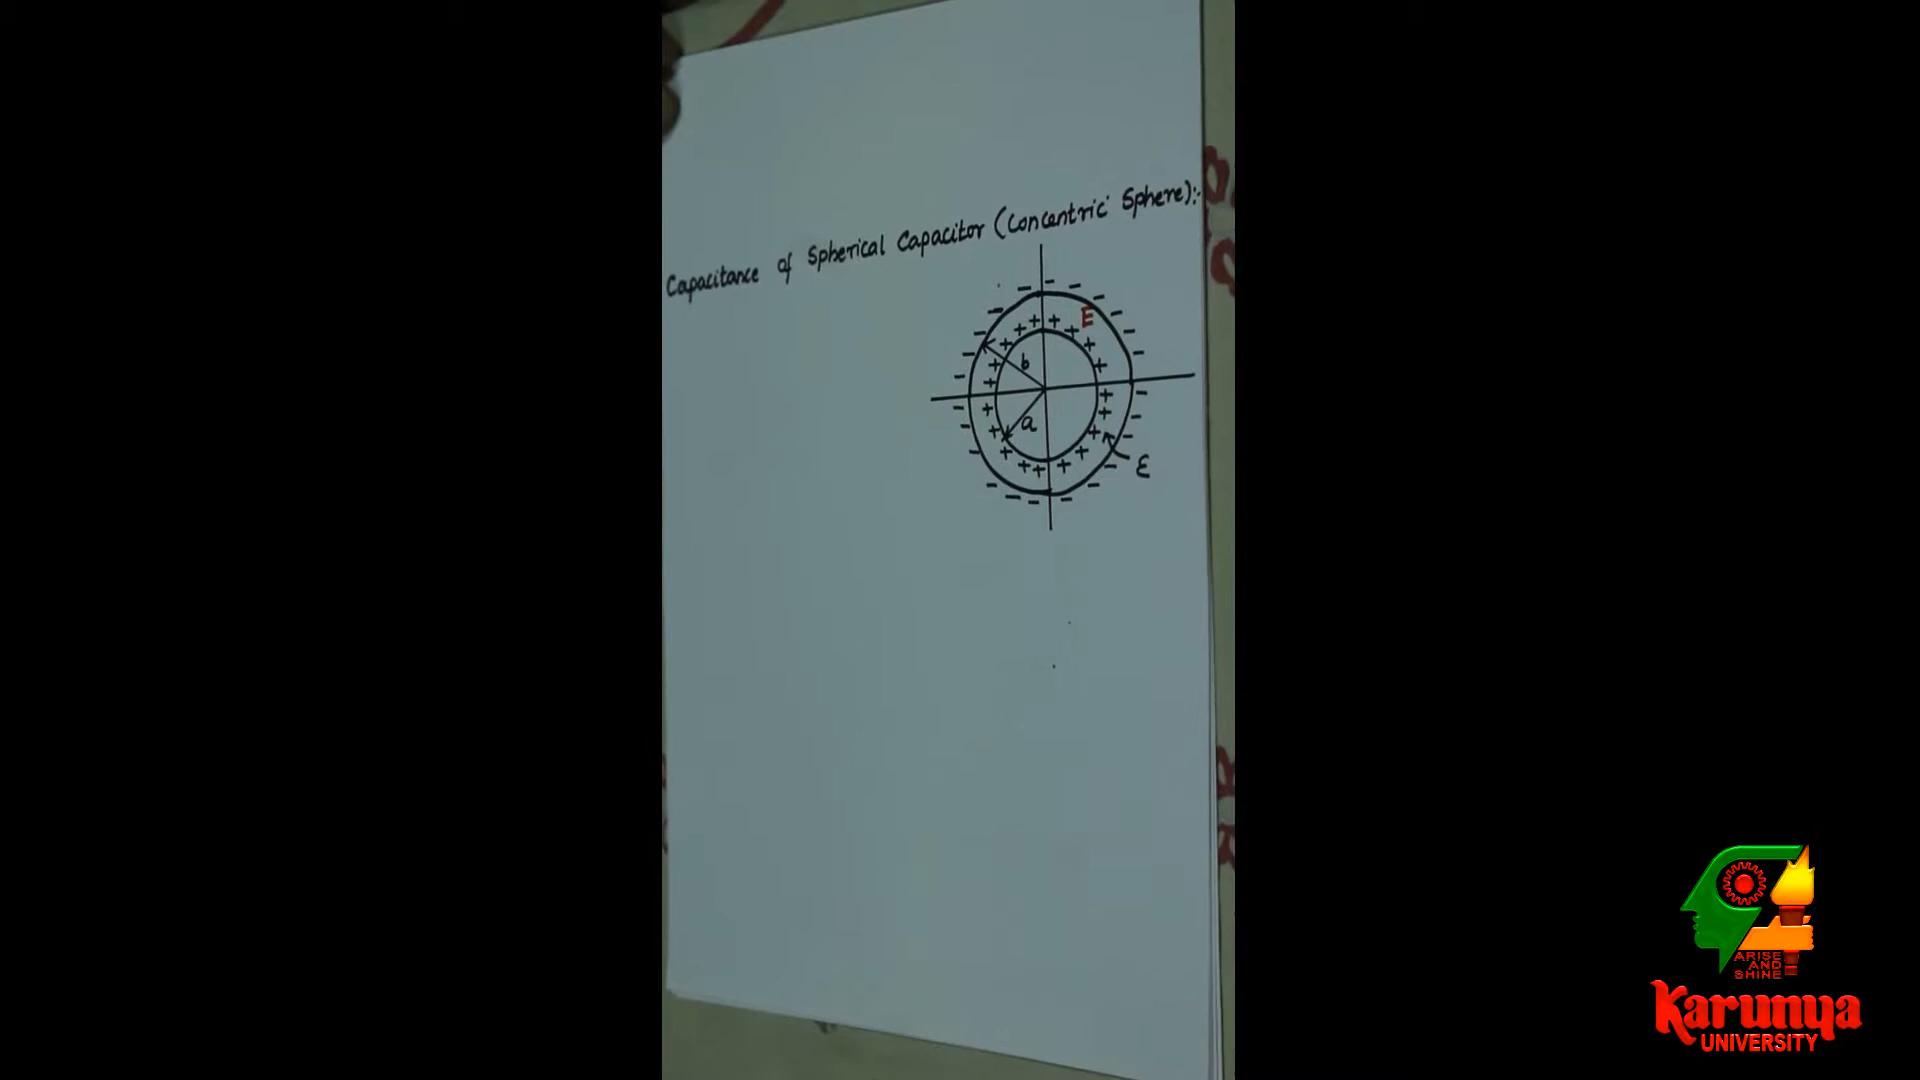 Capacitance of Spherical Capacitor (Concentric Sphere):-
E
b
a
ε
ARISE
AND
SHINE
Karunya
UNIVERSITY